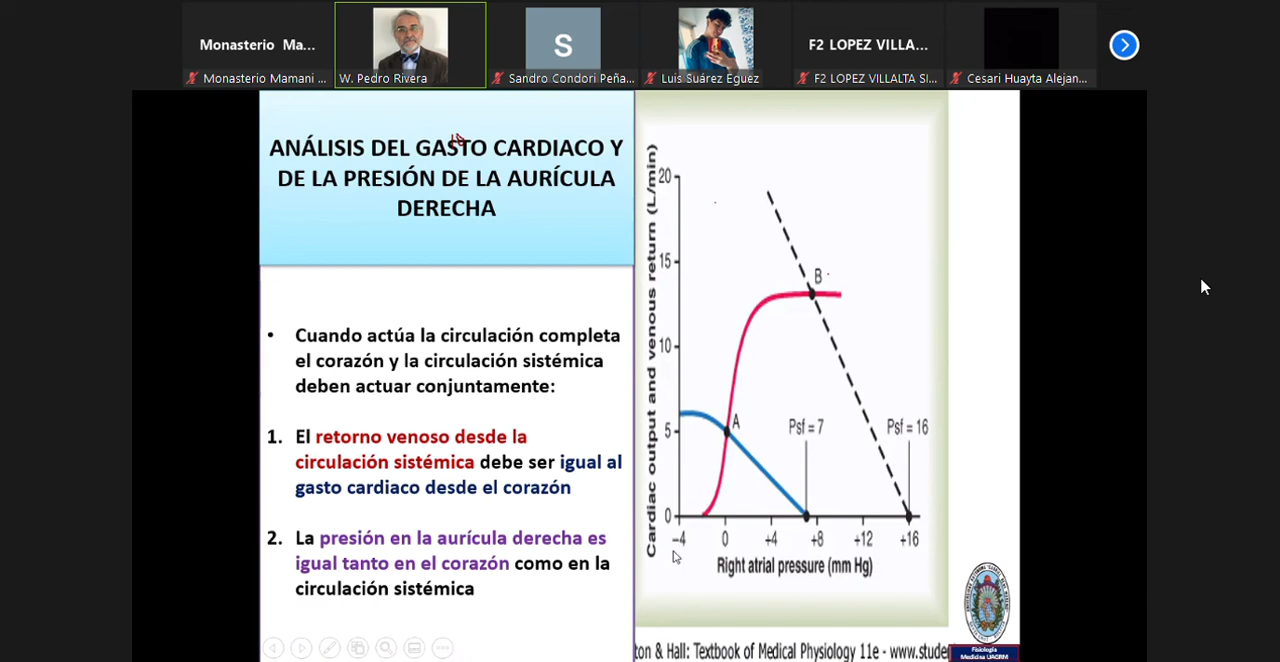 Monasterio Ma...
S
F2 LOPEZ VILLA...
Monasterio Mamani ...
W. Pedro Rivera
Sandro Condori Peña...
Luis Suárez Eguez
F2 LOPEZ VILLALTA SI...
Cesari Huayta Alejan...
ANÁLISIS DEL GASTO CARDIACO Y
DE LA PRESIÓN DE LA AURÍCULA
DERECHA
• Cuando actúa la circulación completa
el corazón y la circulación sistémica
deben actuar conjuntamente:
1. El retorno venoso desde la
circulación sistémica debe ser igual al
gasto cardiaco desde el corazón
2. La presión en la aurícula derecha es
igual tanto en el corazón como en la
circulación sistémica
Cardiac output and venous return (L/min)
20
15
10
5
0
B
A
Psf = 7
Psf = 16
-4 0 +4 +8 +12 +16
Right atrial pressure (mm Hg)
ton & Hall: Textbook of Medical Physiology 11e - www.studen
Fisiología
Medicina UAGRM